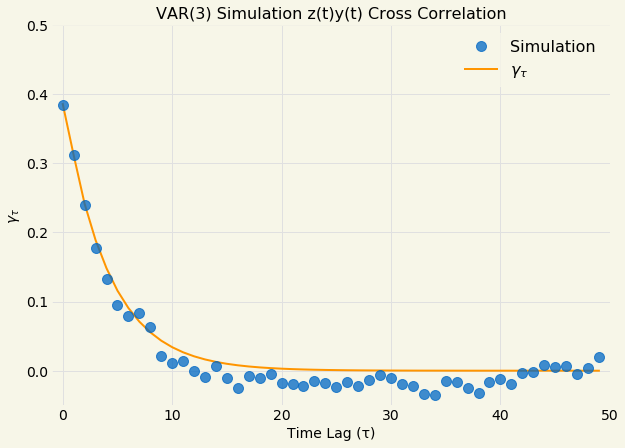 VAR(3) Simulation z(t)y(t) Cross Correlation
0.5
0.4
0.3
0.2
0.1
0.0
γτ
Simulation
γτ
0 10 20 30 40 50
Time Lag (τ)